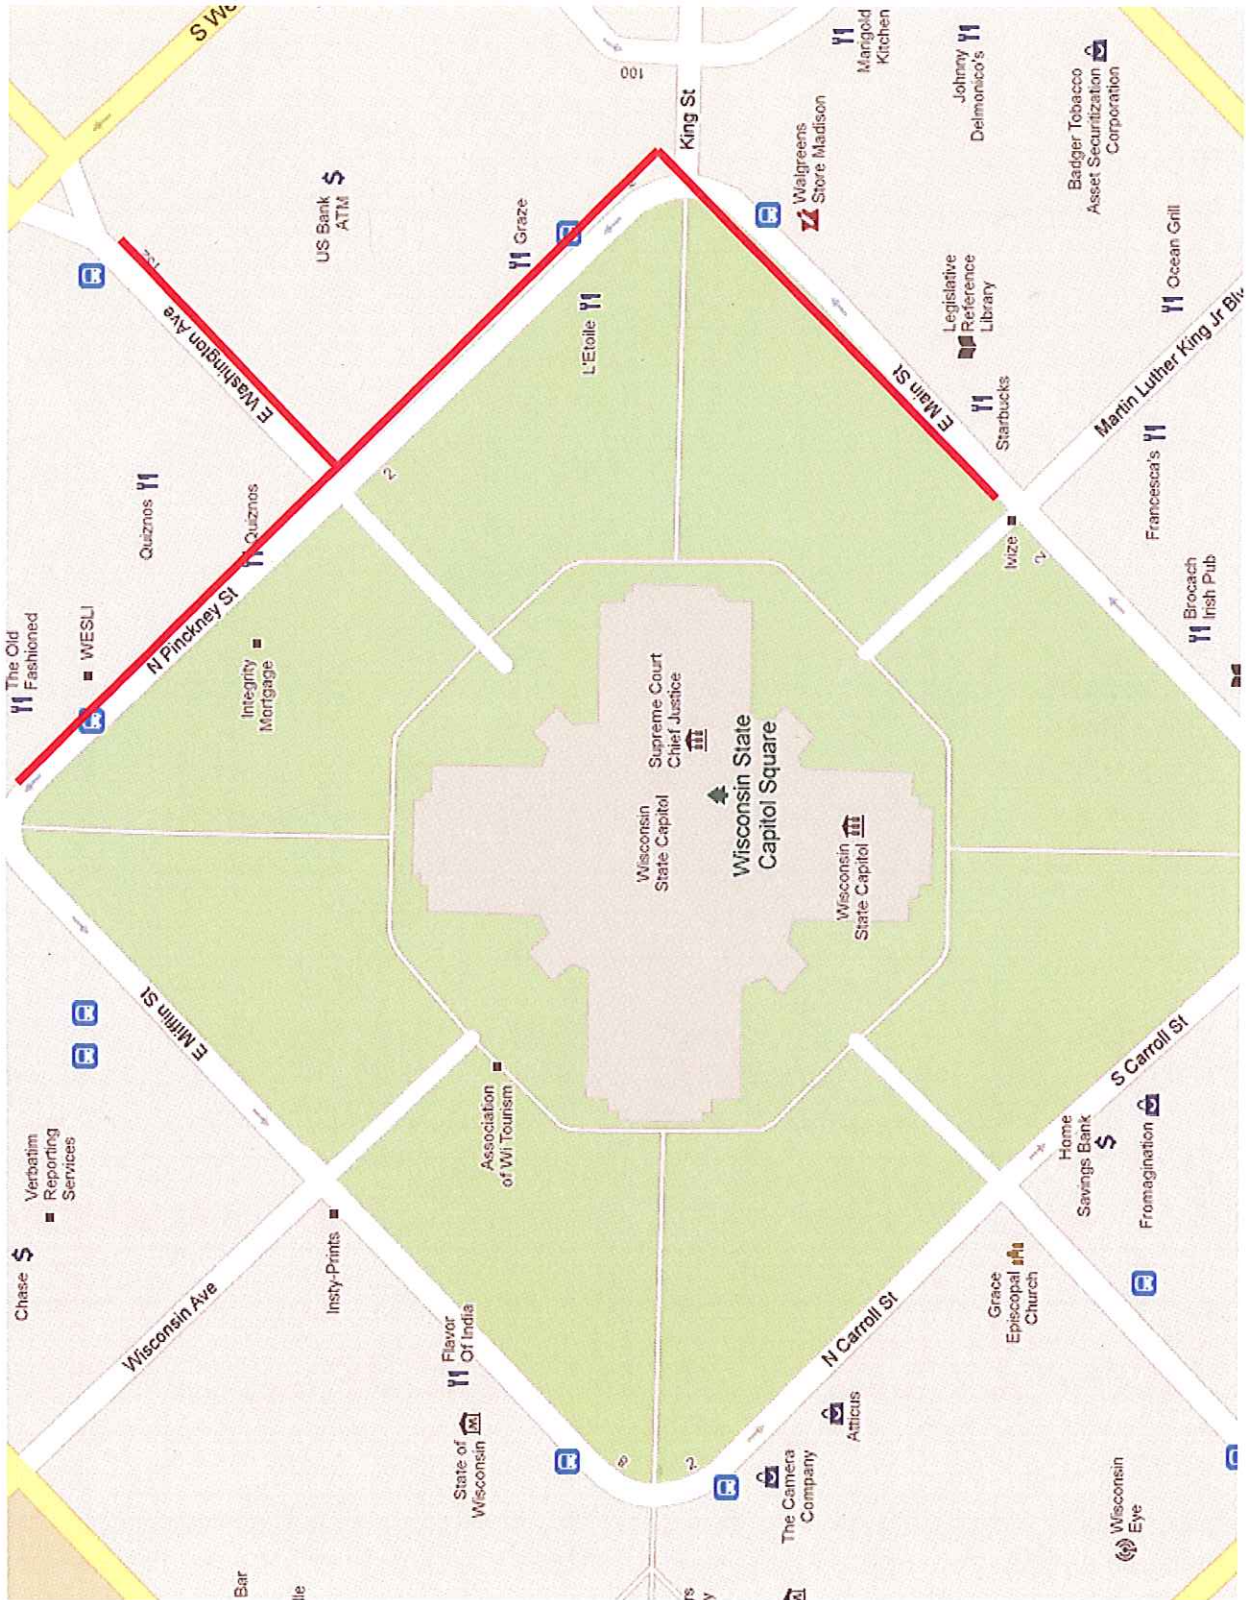 S We
E Washington Ave
132
US Bank
ATM
Graze
100
King St
Marigold
Kitchen
Johnny
Delmonico's
Badger Tobacco
Asset Securitization
Corporation
Walgreens
Store Madison
L'Etoile
Legislative
Reference
Library
Ocean Grill
Starbucks
E Main St
Martin Luther King Jr Blv
Francesca's
Brocach
Irish Pub
Ivize
2
2
Quiznos
Quiznos
The Old
Fashioned
WESLI
N Pinckney St
Integrity
Mortgage
Supreme Court
Chief Justice
Wisconsin
State Capitol
Wisconsin State
Capitol Square
Wisconsin
State Capitol
E Mifflin St
Association
of Wi Tourism
Verbatim
Reporting
Services
Chase
Insty-Prints
Wisconsin Ave
Flavor
Of India
State of
Wisconsin
8
2
N Carroll St
S Carroll St
Home
Savings Bank
Fromagination
Grace
Episcopal
Church
Atticus
The Camera
Company
Wisconsin
Eye
Bar
lle
rs
y